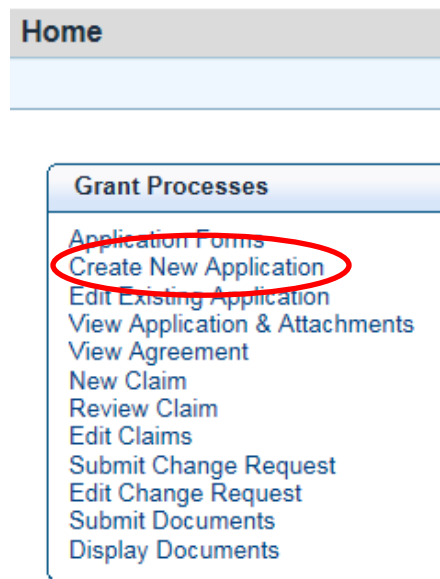 Home
Grant Processes
Application Forms
Create New Application
Edit Existing Application
View Application & Attachments
View Agreement
New Claim
Review Claim
Edit Claims
Submit Change Request
Edit Change Request
Submit Documents
Display Documents